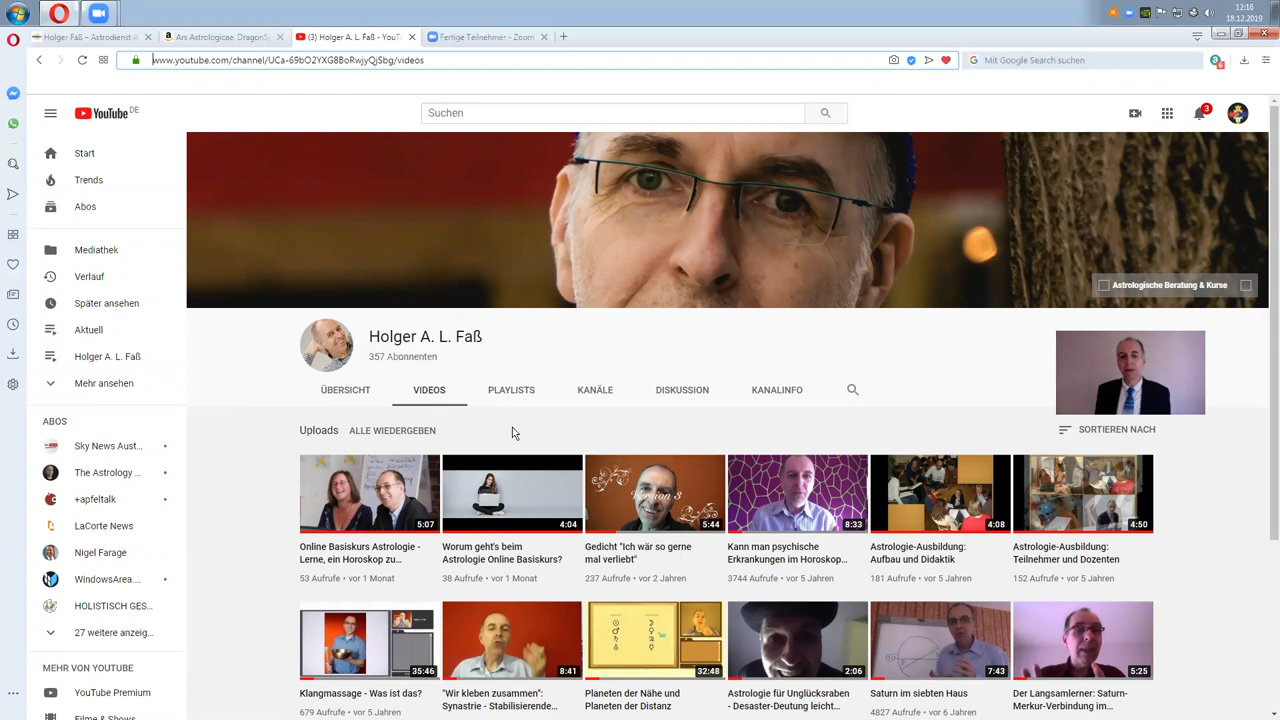 12:16
18.12.2019
Holger Faß – Astrodienst A
Ars Astrologicae. DragonS
(3) Holger A. L. Faß - YouT
Fertige Teilnehmer – Zoom
www.youtube.com/channel/UCa-69bO2YXG8BoRwjyQjSbg/videos
Mit Google Search suchen
6
YouTube DE
Suchen
3
Start
Trends
Abos
Mediathek
Verlauf
Später ansehen
Aktuell
Holger A. L. Faß
Mehr ansehen
ABOS
Sky News Aust...
The Astrology ...
+apfeltalk
LaCorte News
Nigel Farage
WindowsArea....
HOLISTISCH GES...
27 weitere anzeig...
MEHR VON YOUTUBE
YouTube Premium
Filme & Shows
Astrologische Beratung & Kurse
Holger A. L. Faß
357 Abonnenten
ÜBERSICHT
VIDEOS
PLAYLISTS
KANÄLE
DISKUSSION
KANALINFO
Uploads
ALLE WIEDERGEBEN
SORTIEREN NACH
5:07
4:04
Version 3
5:44
8:33
4:08
4:50
Online Basiskurs Astrologie -
Lerne, ein Horoskop zu...
53 Aufrufe • vor 1 Monat
Worum geht's beim
Astrologie Online Basiskurs?
38 Aufrufe • vor 1 Monat
Gedicht "Ich wär so gerne
mal verliebt"
237 Aufrufe • vor 2 Jahren
Kann man psychische
Erkrankungen im Horoskop...
3744 Aufrufe • vor 5 Jahren
Astrologie-Ausbildung:
Aufbau und Didaktik
181 Aufrufe • vor 5 Jahren
Astrologie-Ausbildung:
Teilnehmer und Dozenten
152 Aufrufe • vor 5 Jahren
35:46
8:41
32:48
2:06
7:43
5:25
Klangmassage - Was ist das?
679 Aufrufe • vor 5 Jahren
"Wir kleben zusammen":
Synastrie - Stabilisierende...
Planeten der Nähe und
Planeten der Distanz
Astrologie für Unglücksraben
- Desaster-Deutung leicht...
Saturn im siebten Haus
4827 Aufrufe • vor 6 Jahren
Der Langsamlerner: Saturn-
Merkur-Verbindung im...